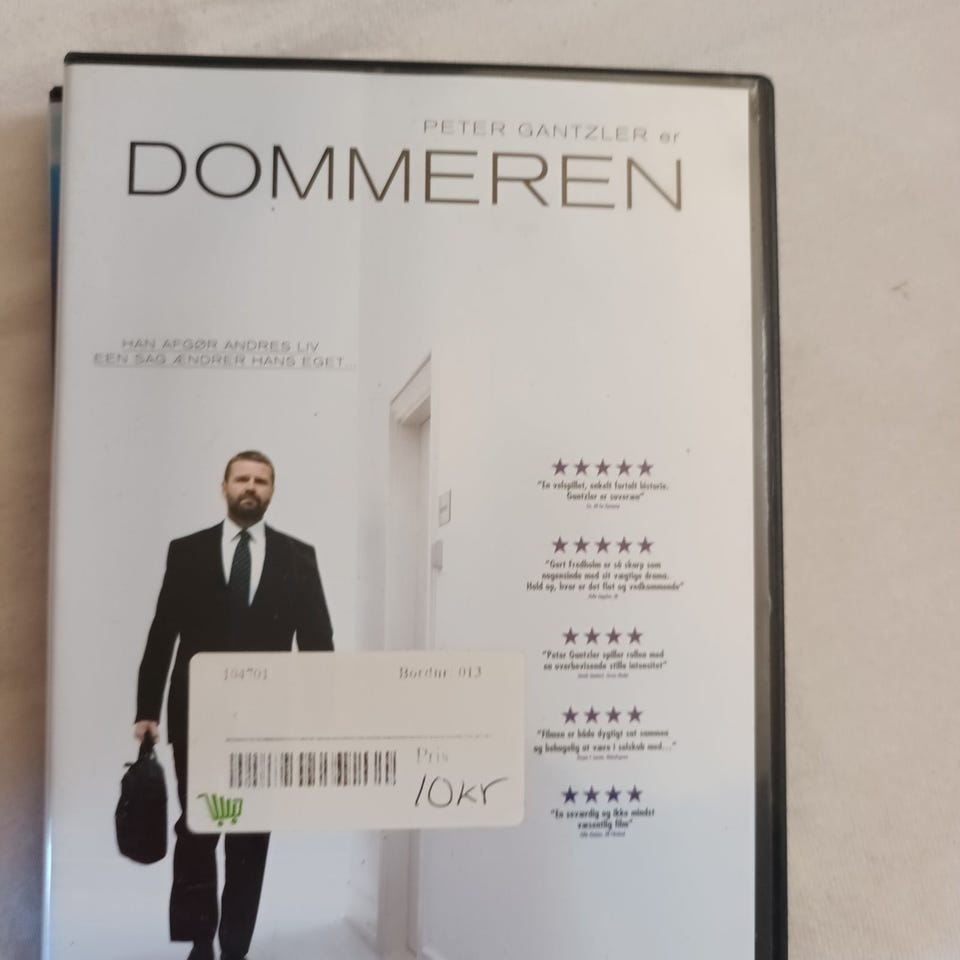 PETER GANTZLER er
DOMMEREN
HAN AFGØR ANDRES LIV
EEN SAG ÆNDRER HANS EGET...
"En velspillet, enkelt fortalt historie.
Gantzler er suveræn"
"Gert Fredholm er så skarp som
nogensinde med sit vægtige drama.
Hold op, hvor er det flot og vedkommende"
"Peter Gantzler spiller rollen med
en overbevisende stille intensitet"
"Filmen er både dygtigt sat sammen
og behagelig at være i selskab med..."
"En seværdig og ikke mindst
væsentlig film"
104701 Bordnr: 013
Pris
10kr